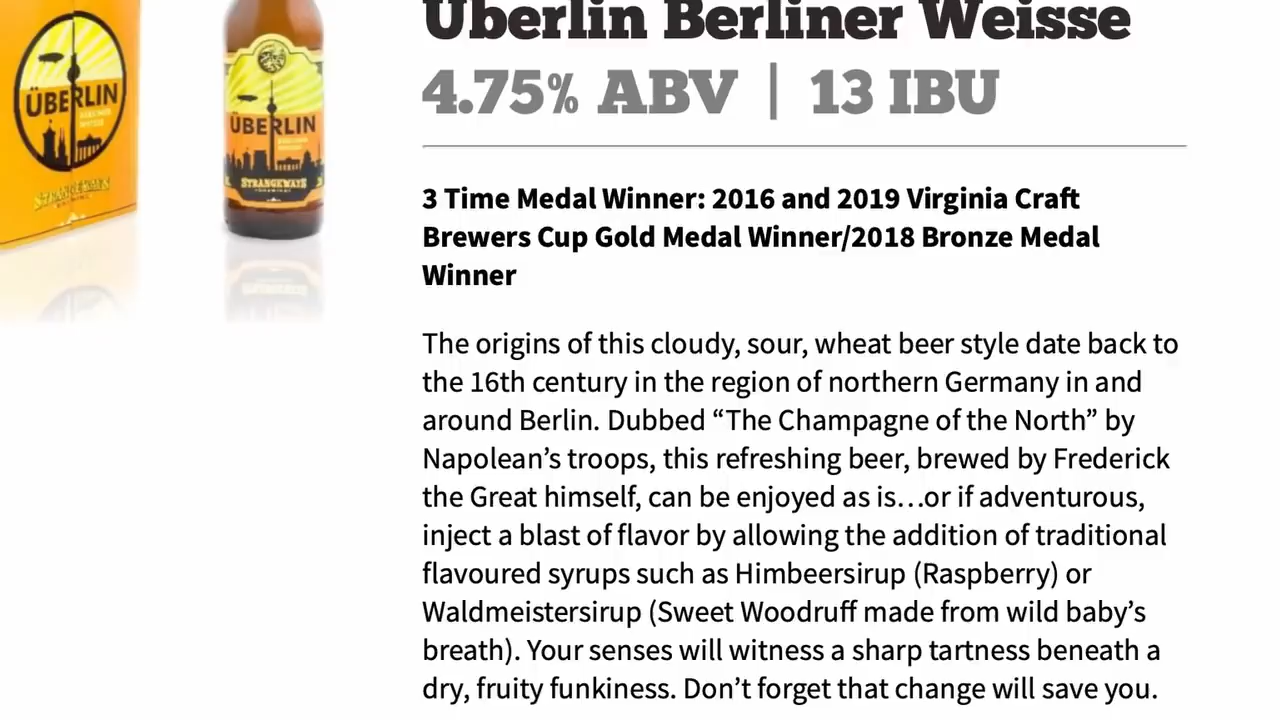 Überlin Berliner Weisse
4.75% ABV | 13 IBU
3 Time Medal Winner: 2016 and 2019 Virginia Craft
Brewers Cup Gold Medal Winner/2018 Bronze Medal
Winner
The origins of this cloudy, sour, wheat beer style date back to
the 16th century in the region of northern Germany in and
around Berlin. Dubbed “The Champagne of the North” by
Napolean’s troops, this refreshing beer, brewed by Frederick
the Great himself, can be enjoyed as is…or if adventurous,
inject a blast of flavor by allowing the addition of traditional
flavoured syrups such as Himbeersirup (Raspberry) or
Waldmeistersirup (Sweet Woodruff made from wild baby’s
breath). Your senses will witness a sharp tartness beneath a
dry, fruity funkiness. Don’t forget that change will save you.
ÜBERLIN
STRANGEWAYS
ÜBERLIN
STRANGEWAYS